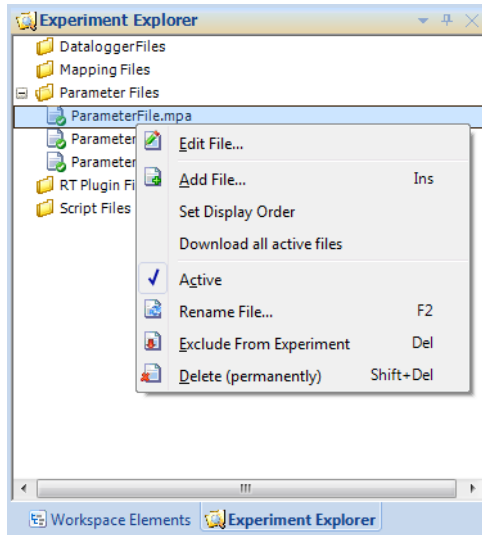 Experiment Explorer
DataloggerFiles
Mapping Files
Parameter Files
ParameterFile.mpa
Parameter
Parameter
RT Plugin Fi
Script Files
Edit File...
Add File... Ins
Set Display Order
Download all active files
Active
Rename File... F2
Exclude From Experiment Del
Delete (permanently) Shift+Del
Workspace Elements Experiment Explorer